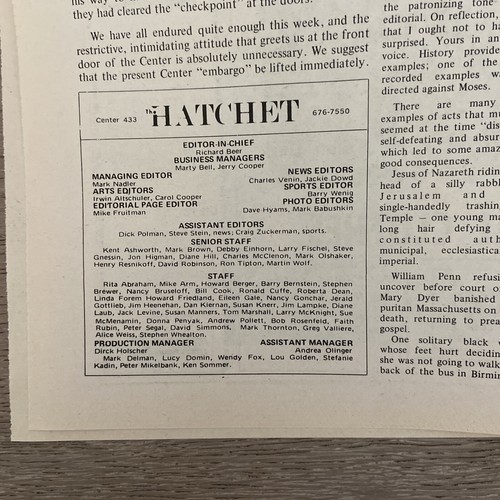 they had cleared the "checkpoint" at the doors.
We have all endured quite enough this week, and the
restrictive, intimidating attitude that greets us at the front
door of the Center is absolutely unnecessary. We suggest
that the present Center "embargo" be lifted immediately.
Center 433 The HATCHET 676-7550
EDITOR-IN-CHIEF
Richard Beer
BUSINESS MANAGERS
Marty Bell, Jerry Cooper
MANAGING EDITOR
Mark Nadler
ARTS EDITORS
Irwin Altschuler, Carol Cooper
EDITORIAL PAGE EDITOR
Mike Fruitman
NEWS EDITORS
Charles Venin, Jackie Dowd
SPORTS EDITOR
Barry Wenig
PHOTO EDITORS
Dave Hyams, Mark Babushkin
ASSISTANT EDITORS
Dick Polman, Steve Stein, news; Craig Zuckerman, sports.
SENIOR STAFF
Kent Ashworth, Mark Brown, Debby Einhorn, Larry Fischel, Steve
Gnessin, Jon Higman, Diane Hill, Charles McClenon, Mark Olshaker,
Henry Resnikoff, David Robinson, Ron Tipton, Martin Wolf.
STAFF
Rita Abraham, Mike Arm, Howard Berger, Barry Bernstein, Stephen
Brewer, Nancy Bruseloff, Bill Cook, Ronald Cuffe, Roberta Dean,
Linda Forem Howard Friedland, Eileen Gale, Nancy Gonchar, Jerald
Gottlieb, Jim Heenehan, Dan Kiernan, Susan Knerr, Jim Lampke, Diane
Laub, Jack Levine, Susan Manners, Tom Marshall, Larry McKnight, Sue
McMenamin, Donna Penyak, Andrew Pollett, Bob Rosenfeld, Faith
Rubin, Peter Segal, David Simmons, Mark Thornton, Greg Valliere,
Alice Weiss, Stephen Whealton.
PRODUCTION MANAGER
Dirck Holscher
ASSISTANT MANAGER
Andrea Olinger
Mark Delman, Lucy Domin, Wendy Fox, Lou Golden, Stefanie
Kadin, Peter Mikelbank, Ken Sommer.
the patronizing tone
editorial. On reflection,
that I ought not to ha
surprised. Yours in an
voice. History provide
examples; one of the
recorded examples wa
directed against Moses.
There are many
examples of acts that mu
seemed at the time "dis
self-defeating and absur
which led to some amaz
good consequences.
Jesus of Nazareth riding
head of a silly rabbl
Jerusalem and
single-handedly trashin
Temple — one young ma
long hair defying
constituted auth
municipal, ecclesiastica
imperial.
William Penn refusi
uncover before court o
Mary Dyer banished
puritan Massachusetts on
death, returning to prea
gospel.
One solitary black w
whose feet hurt deciding
she was not going to walk
back of the bus in Birmin